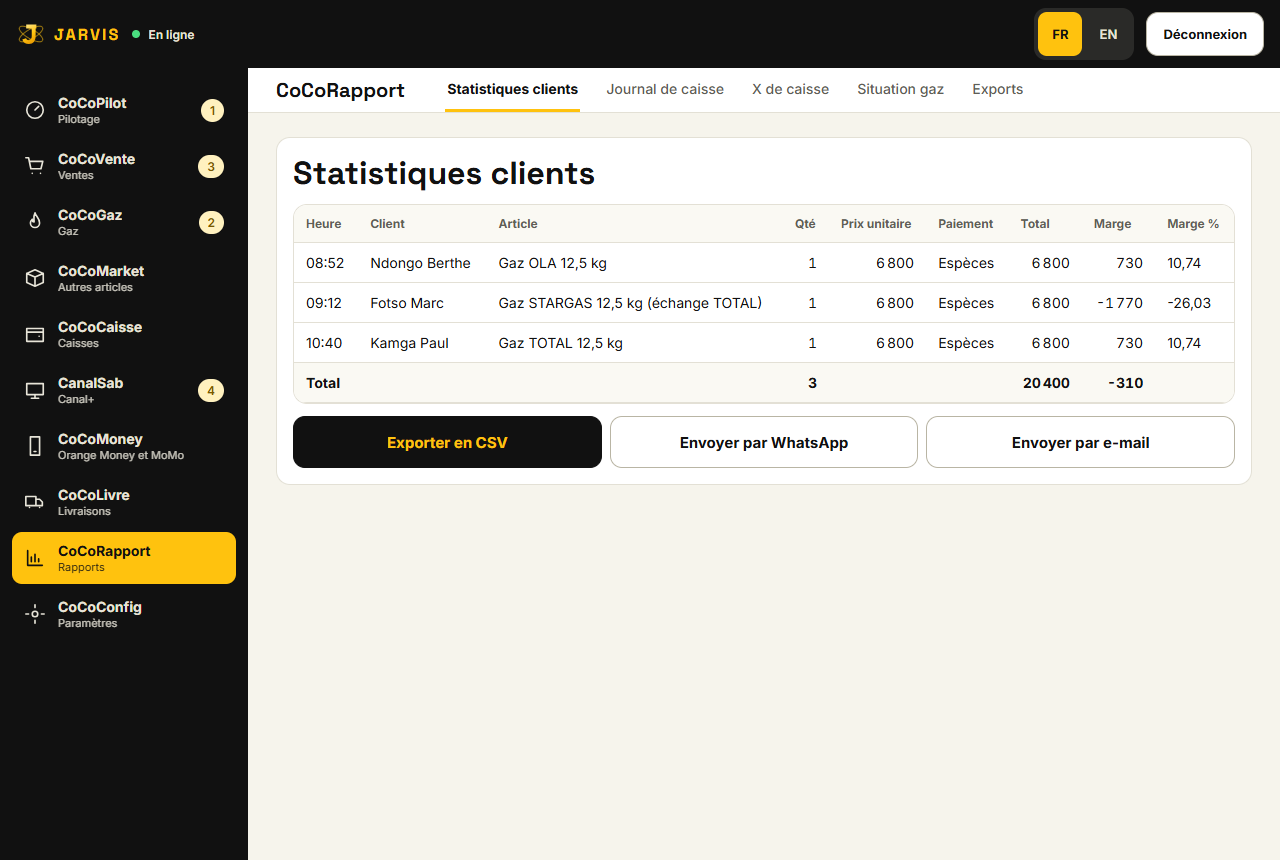 JARVIS En ligne FR EN Déconnexion
CoCoPilot
Pilotage
1
CoCoVente
Ventes
3
CoCoGaz
Gaz
2
CoCoMarket
Autres articles
CoCoCaisse
Caisses
CanalSab
Canal+
4
CoCoMoney
Orange Money et MoMo
CoCoLivre
Livraisons
CoCoRapport
Rapports
CoCoConfig
Paramètres
CoCoRapport Statistiques clients Journal de caisse X de caisse Situation gaz Exports
Statistiques clients
Heure Client Article Qté Prix unitaire Paiement Total Marge Marge %
08:52 Ndongo Berthe Gaz OLA 12,5 kg 1 6 800 Espèces 6 800 730 10,74
09:12 Fotso Marc Gaz STARGAS 12,5 kg (échange TOTAL) 1 6 800 Espèces 6 800 -1 770 -26,03
10:40 Kamga Paul Gaz TOTAL 12,5 kg 1 6 800 Espèces 6 800 730 10,74
Total 3 20 400 -310
Exporter en CSV Envoyer par WhatsApp Envoyer par e-mail